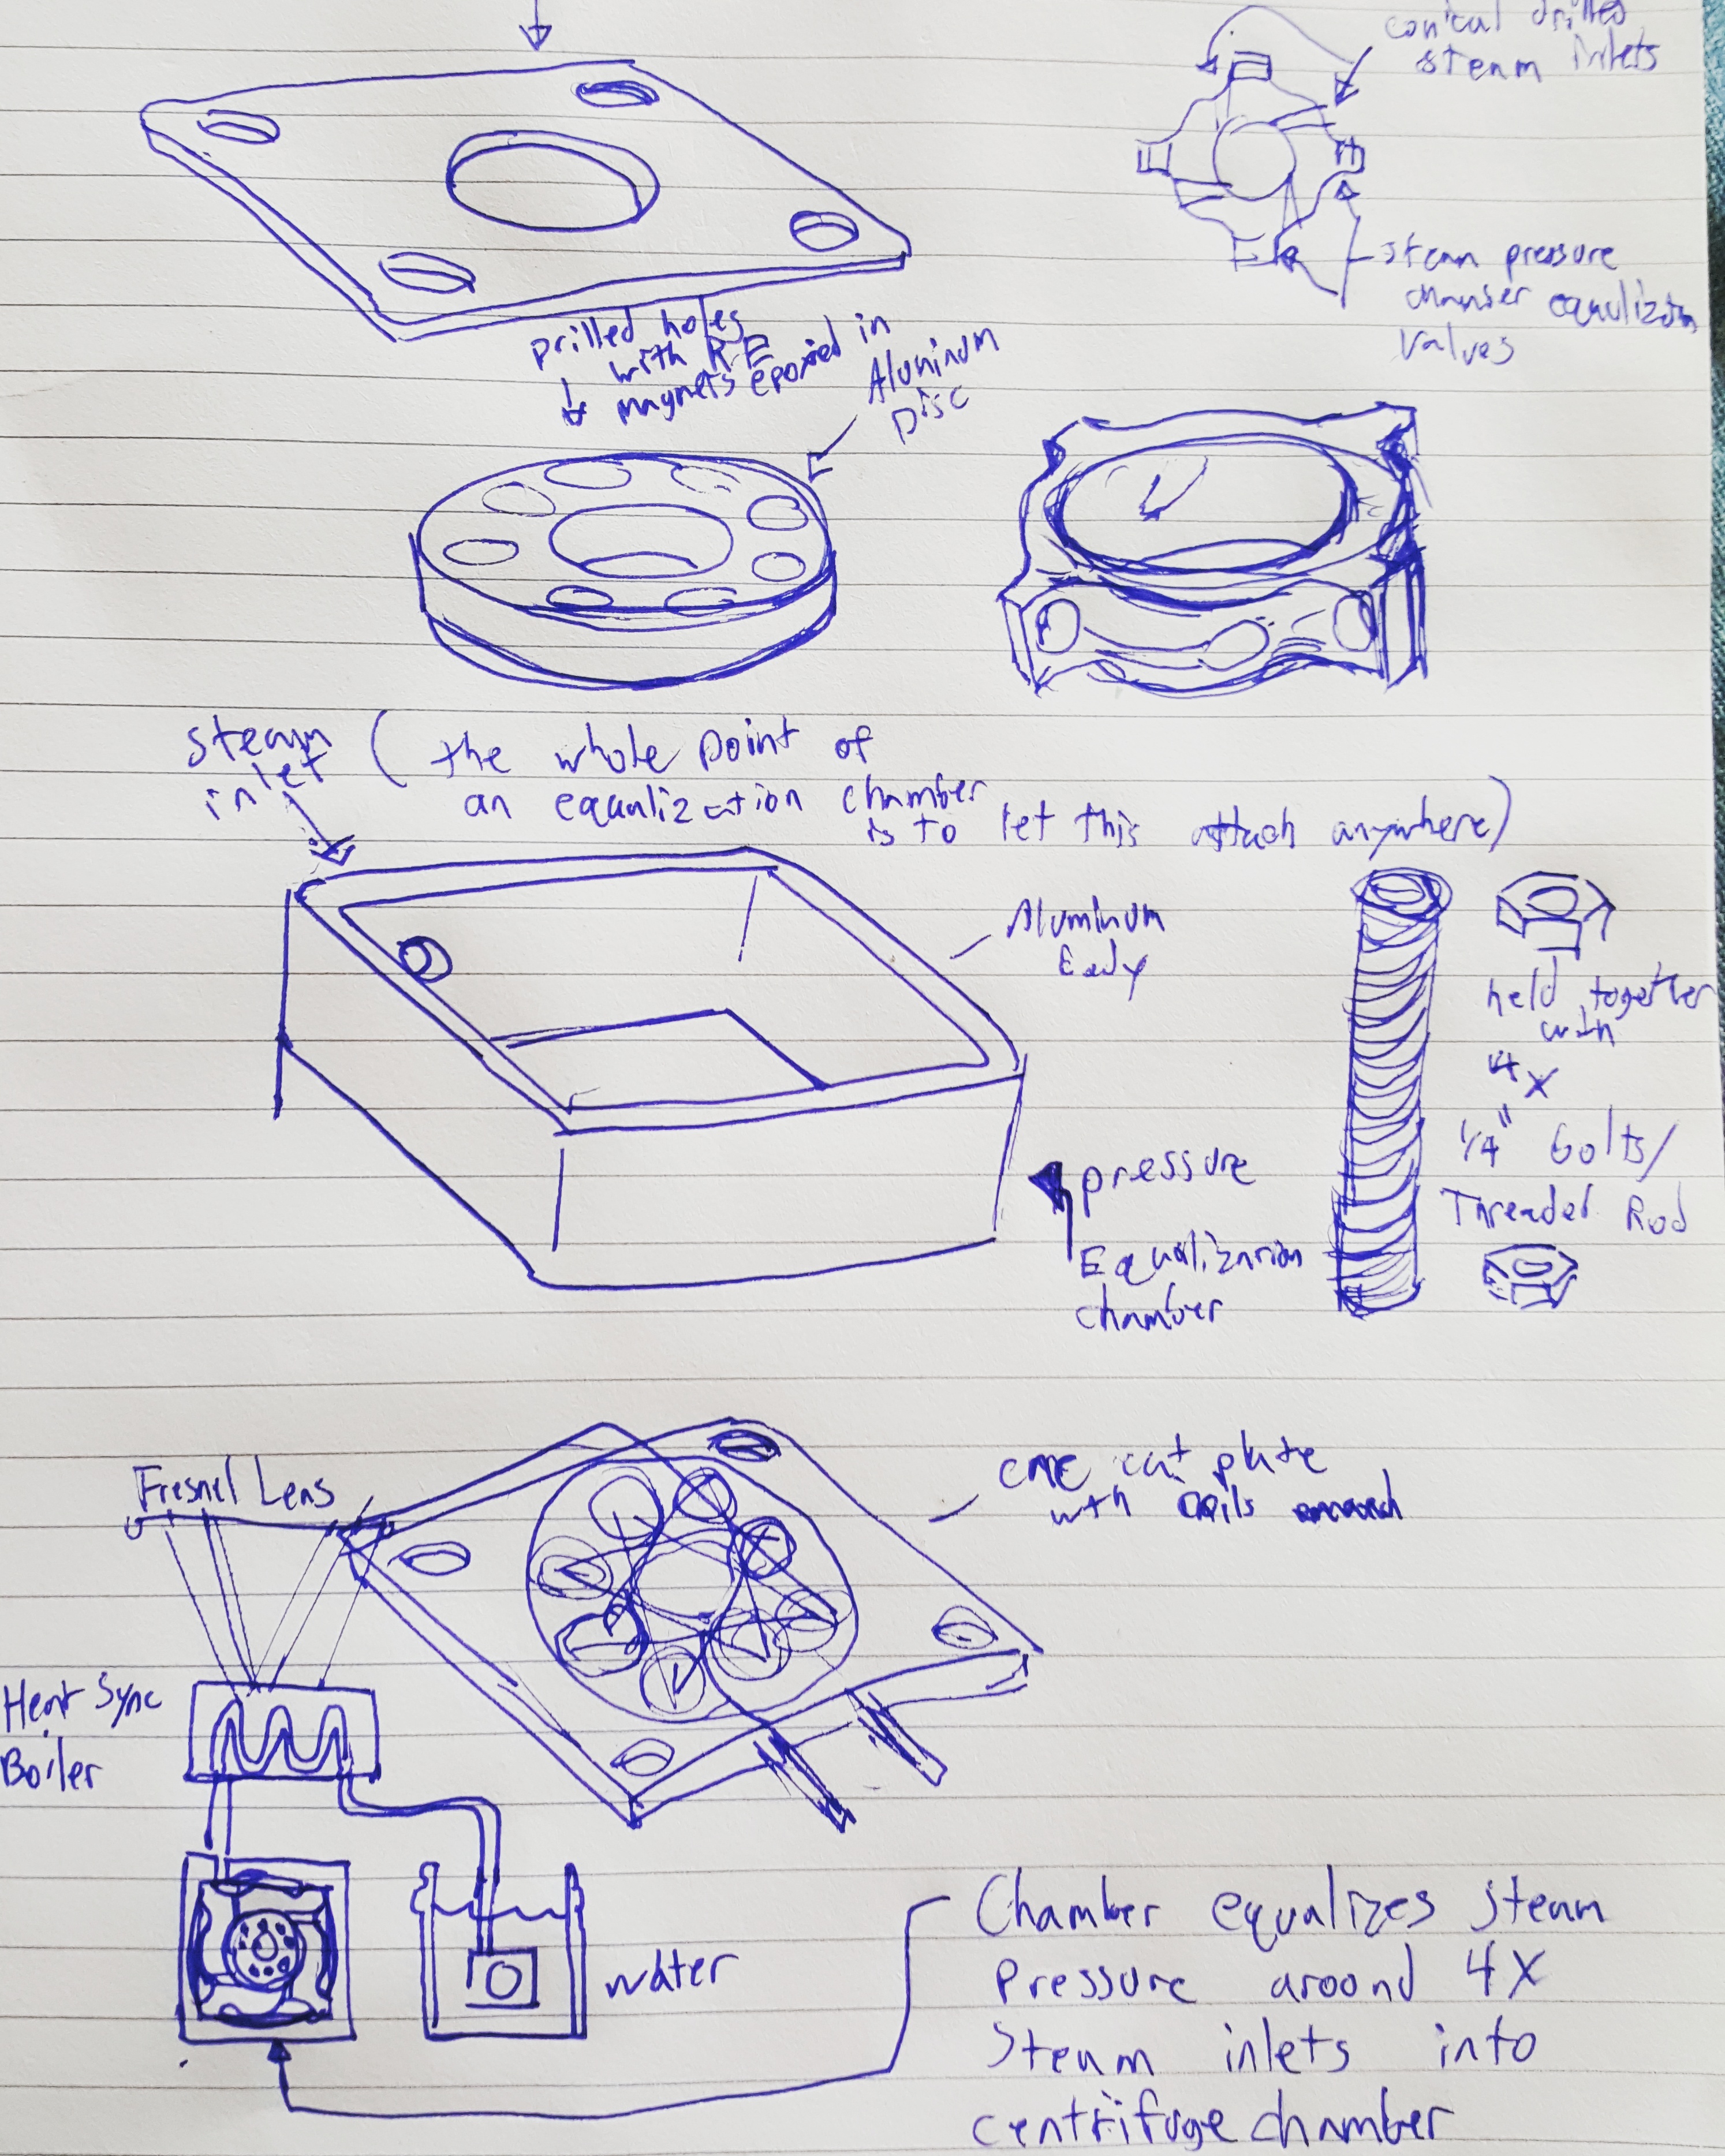 conical drilled
steam inlets
steam pressure
chamber equalization
valves
Drilled holes
with RE
magnets epoxied in
Aluminum
Disc
steam
inlet
(the whole point of
an equalization chamber
is to let this attach anywhere)
Aluminum
Body
held together
with
4x
1/4" bolts/
Threaded Rod
pressure
Equalization
chamber
CNC cut plate
with coils
Fresnel Lens
Heat Sync
Boiler
water
Chamber equalizes steam
Pressure around 4X
Steam inlets into
centrifuge chamber